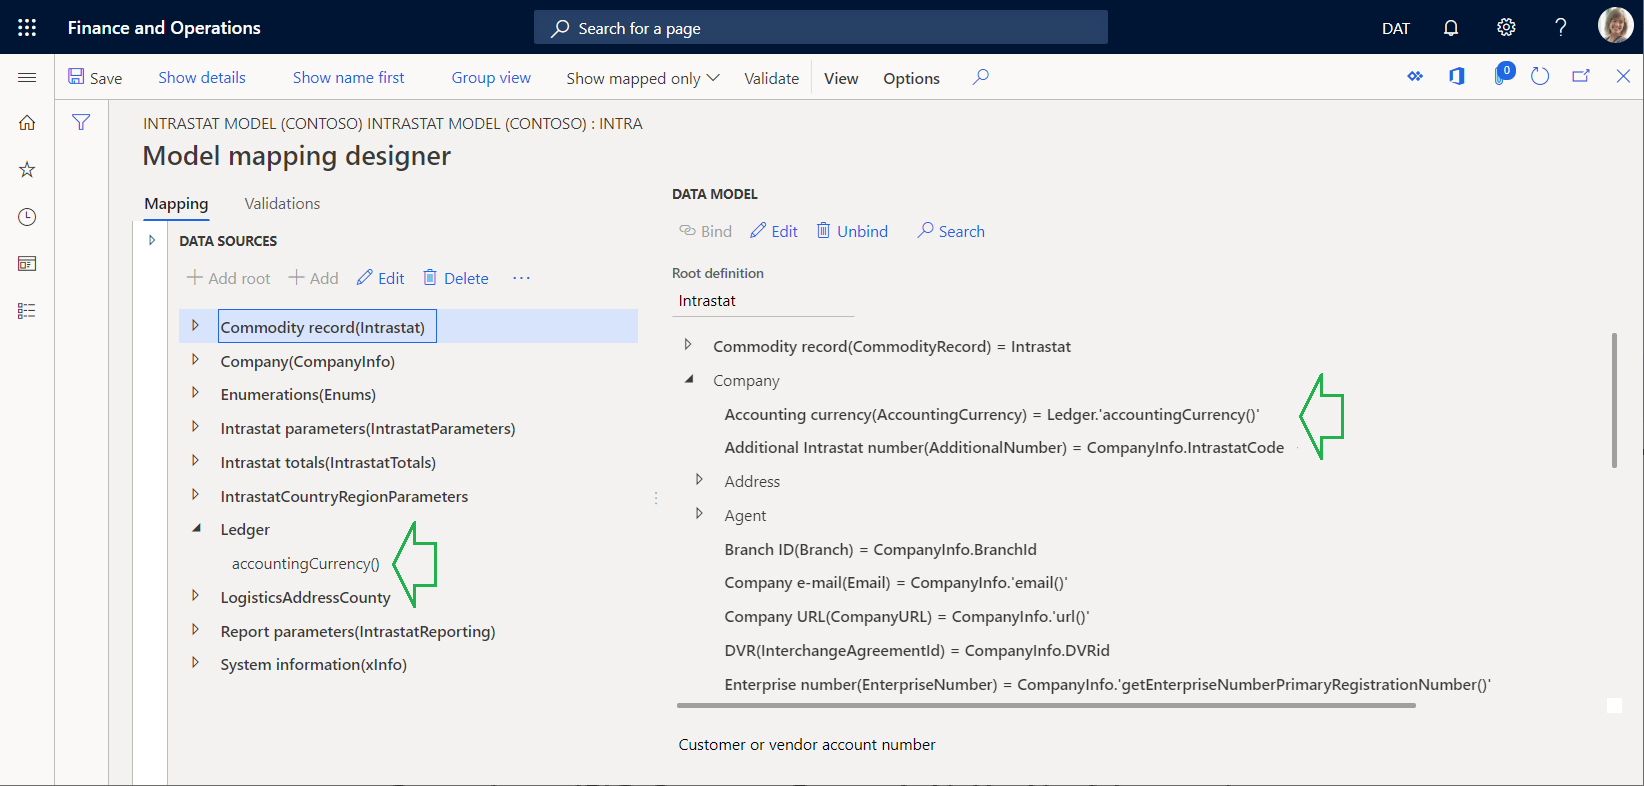 Finance and Operations
Search for a page
DAT
Save
Show details
Show name first
Group view
Show mapped only
Validate
View
Options
0
INTRASTAT MODEL (CONTOSO) INTRASTAT MODEL (CONTOSO) : INTRA
Model mapping designer
Mapping
Validations
DATA SOURCES
Add root
Add
Edit
Delete
...
Commodity record(Intrastat)
Company(CompanyInfo)
Enumerations(Enums)
Intrastat parameters(IntrastatParameters)
Intrastat totals(IntrastatTotals)
IntrastatCountryRegionParameters
Ledger
accountingCurrency()
LogisticsAddressCounty
Report parameters(IntrastatReporting)
System information(xInfo)
DATA MODEL
Bind
Edit
Unbind
Search
Root definition
Intrastat
Commodity record(CommodityRecord) = Intrastat
Company
Accounting currency(AccountingCurrency) = Ledger.'accountingCurrency()'
Additional Intrastat number(AdditionalNumber) = CompanyInfo.IntrastatCode
Address
Agent
Branch ID(Branch) = CompanyInfo.BranchId
Company e-mail(Email) = CompanyInfo.'email()'
Company URL(CompanyURL) = CompanyInfo.'url()'
DVR(InterchangeAgreementId) = CompanyInfo.DVRid
Enterprise number(EnterpriseNumber) = CompanyInfo.'getEnterpriseNumberPrimaryRegistrationNumber()'
Customer or vendor account number